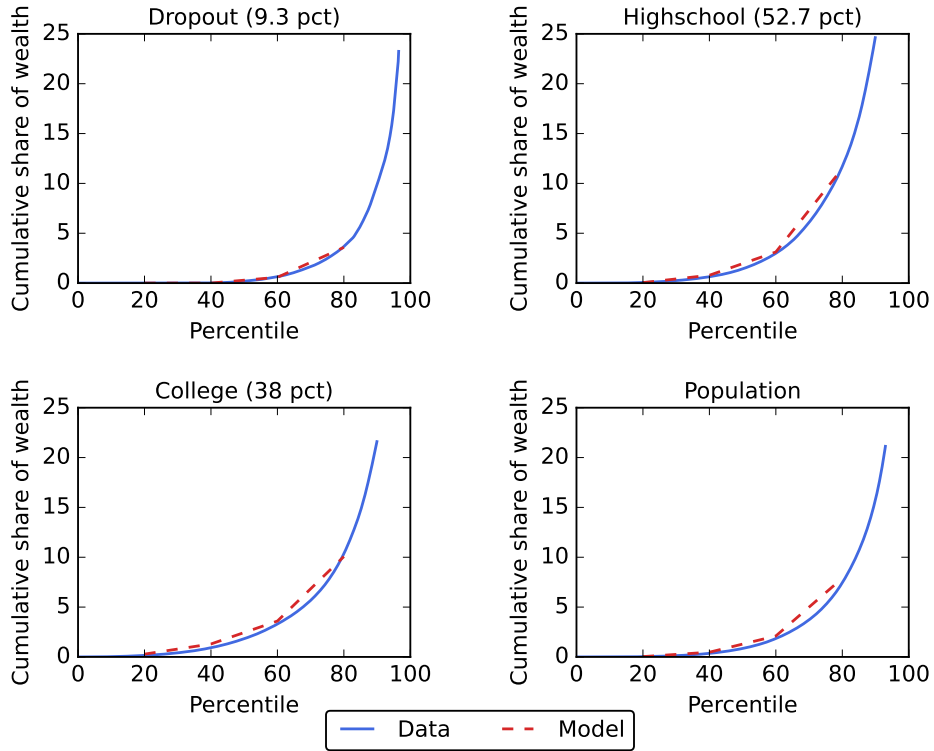 Dropout (9.3 pct)
Cumulative share of wealth
25
20
15
10
5
0
0 20 40 60 80 100
Percentile
Highschool (52.7 pct)
Cumulative share of wealth
25
20
15
10
5
0
0 20 40 60 80 100
Percentile
College (38 pct)
Cumulative share of wealth
25
20
15
10
5
0
0 20 40 60 80 100
Percentile
Population
Cumulative share of wealth
25
20
15
10
5
0
0 20 40 60 80 100
Percentile
Data Model